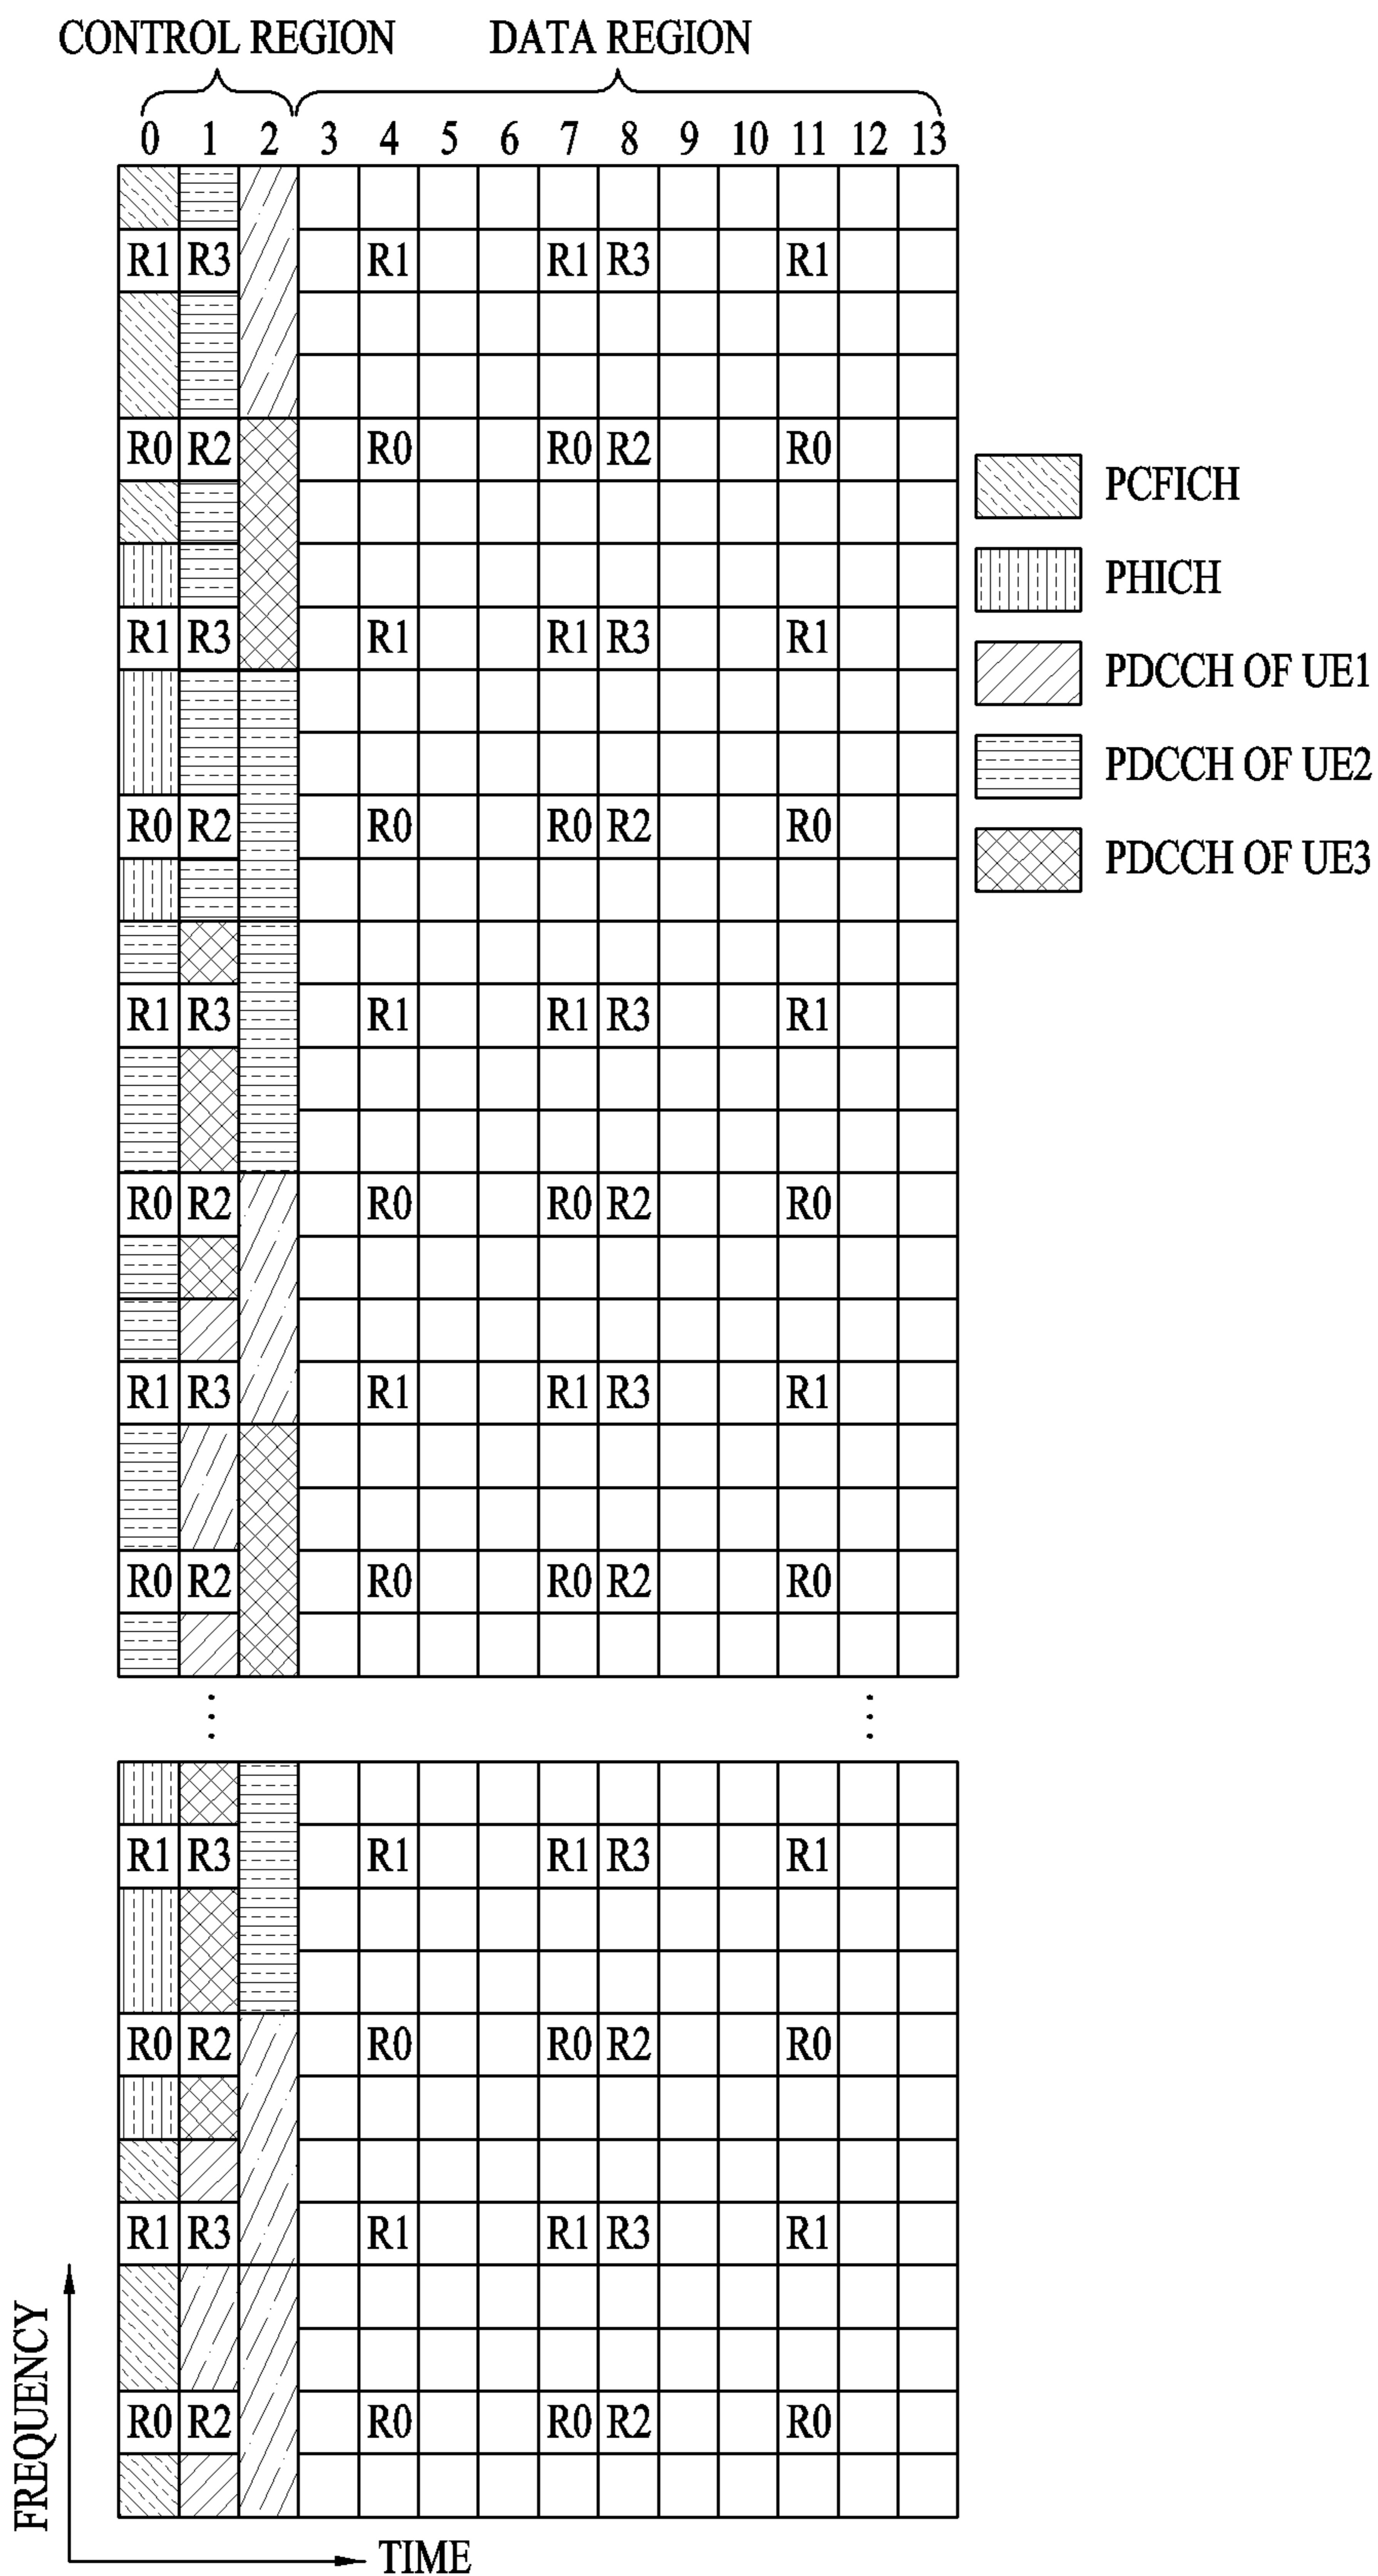 CONTROL REGION DATA REGION
0 1 2 3 4 5 6 7 8 9 10 11 12 13
R1 R3 R1 R1 R3 R1
R0 R2 R0 R0 R2 R0
PCFICH
PHICH
R1 R3 R1 R1 R3 R1
PDCCH OF UE1
PDCCH OF UE2
R0 R2 R0 R0 R2 R0
PDCCH OF UE3
R1 R3 R1 R1 R3 R1
R0 R2 R0 R0 R2 R0
R1 R3 R1 R1 R3 R1
R0 R2 R0 R0 R2 R0
R1 R3 R1 R1 R3 R1
R0 R2 R0 R0 R2 R0
R1 R3 R1 R1 R3 R1
R0 R2 R0 R0 R2 R0
FREQUENCY
TIME